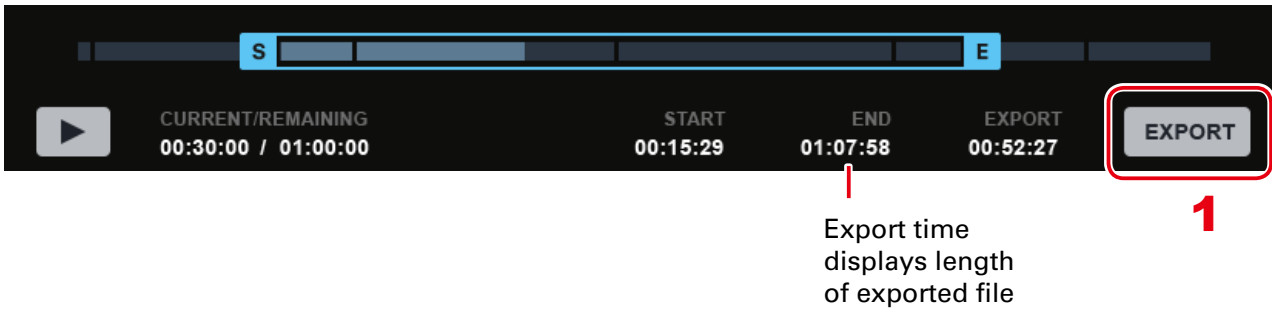 S E
CURRENT/REMAINING START END EXPORT
00:30:00 / 01:00:00 00:15:29 01:07:58 00:52:27
EXPORT
1
Export time
displays length
of exported file